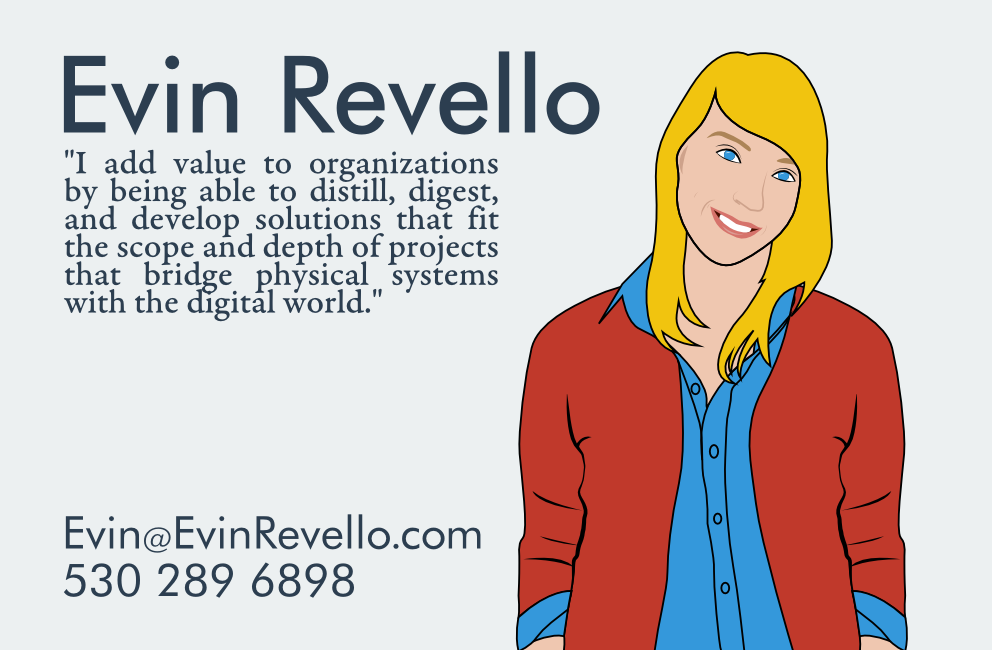 Evin Revello
"I add value to organizations
by being able to distill, digest,
and develop solutions that fit
the scope and depth of projects
that bridge physical systems
with the digital world."
Evin@EvinRevello.com
530 289 6898